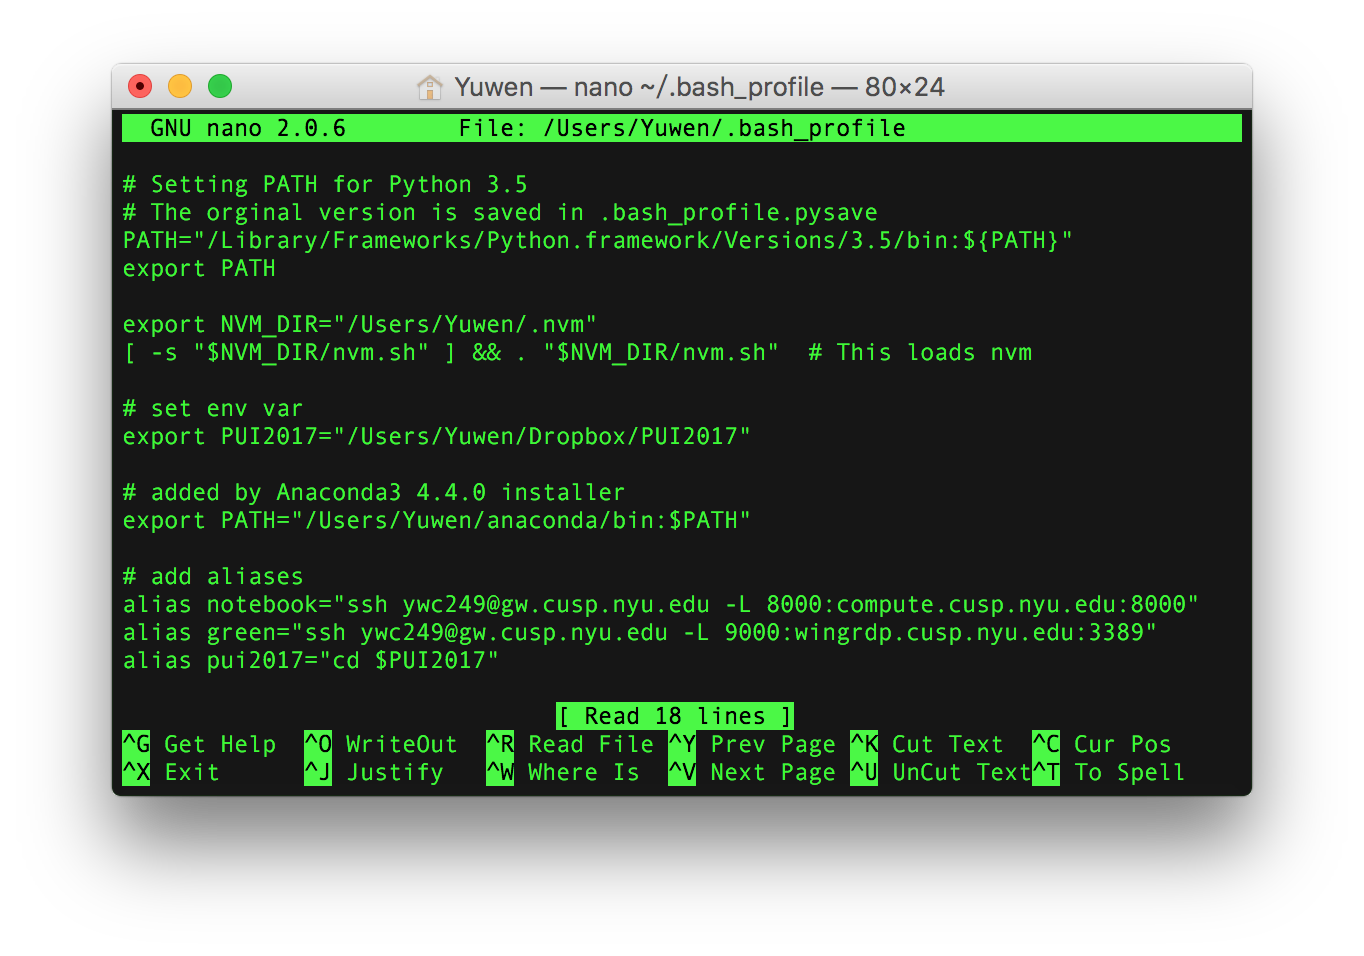 Yuwen — nano ~/.bash_profile — 80×24
GNU nano 2.0.6 File: /Users/Yuwen/.bash_profile
# Setting PATH for Python 3.5
# The orginal version is saved in .bash_profile.pysave
PATH="/Library/Frameworks/Python.framework/Versions/3.5/bin:${PATH}"
export PATH
export NVM_DIR="/Users/Yuwen/.nvm"
[ -s "$NVM_DIR/nvm.sh" ] && . "$NVM_DIR/nvm.sh"  # This loads nvm
# set env var
export PUI2017="/Users/Yuwen/Dropbox/PUI2017"
# added by Anaconda3 4.4.0 installer
export PATH="/Users/Yuwen/anaconda/bin:$PATH"
# add aliases
alias notebook="ssh ywc249@gw.cusp.nyu.edu -L 8000:compute.cusp.nyu.edu:8000"
alias green="ssh ywc249@gw.cusp.nyu.edu -L 9000:wingrdp.cusp.nyu.edu:3389"
alias pui2017="cd $PUI2017"
[ Read 18 lines ]
^G Get Help ^O WriteOut ^R Read File ^Y Prev Page ^K Cut Text ^C Cur Pos
^X Exit ^J Justify ^W Where Is ^V Next Page ^U UnCut Text ^T To Spell